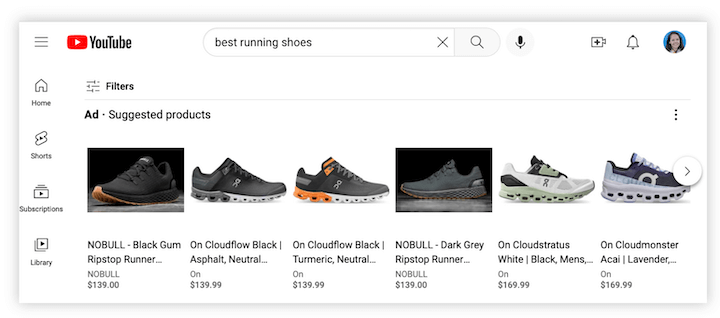 YouTube
best running shoes
Home
Shorts
Subscriptions
Library
Filters
Ad · Suggested products
NOBULL - Black Gum
Ripstop Runner...
NOBULL
$139.00
On Cloudflow Black |
Asphalt, Neutral...
On
$139.99
On Cloudflow Black |
Turmeric, Neutral...
On
$139.99
NOBULL - Dark Grey
Ripstop Runner...
NOBULL
$139.00
On Cloudstratus
White | Black, Mens,...
On
$169.99
On Cloudmonster
Acai | Lavender,...
On
$169.99